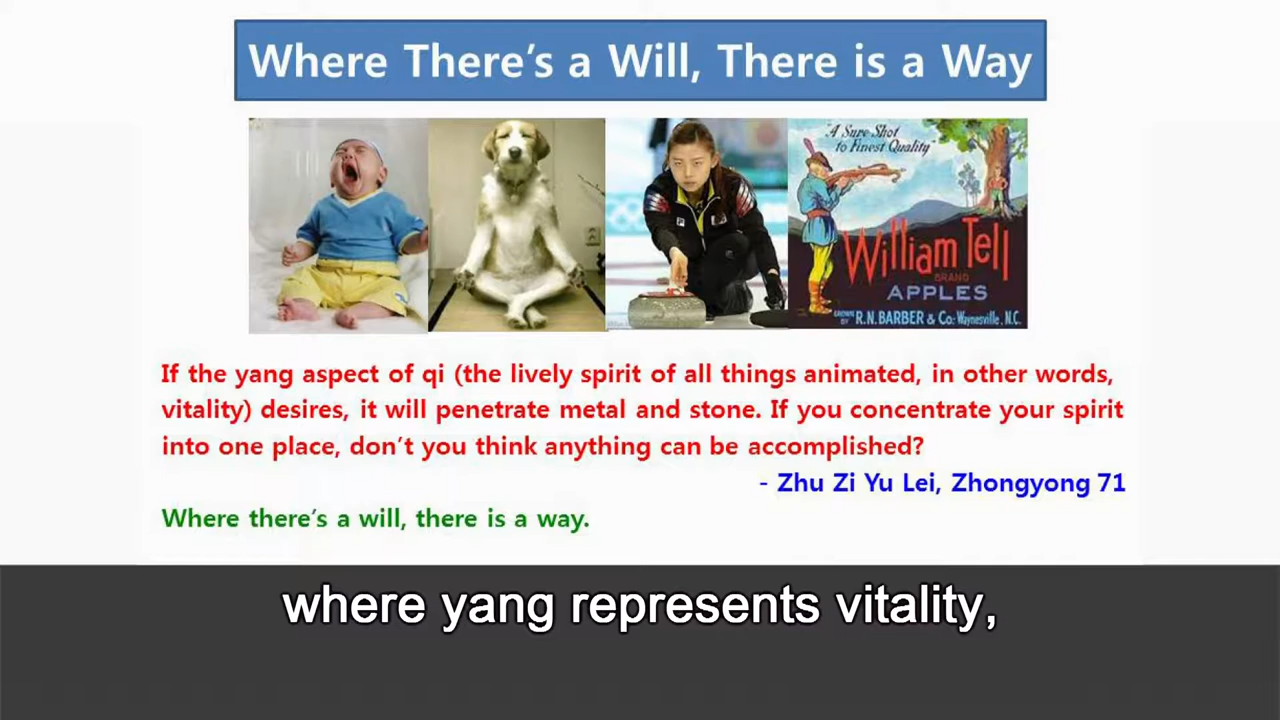 Where There's a Will, There is a Way
"A Sure Shot
to Finest Quality"
William Tell
BRAND
APPLES
GROWN
BY R.N. BARBER & Co: Waynesville, N.C.
If the yang aspect of qi (the lively spirit of all things animated, in other words,
vitality) desires, it will penetrate metal and stone. If you concentrate your spirit
into one place, don't you think anything can be accomplished?
- Zhu Zi Yu Lei, Zhongyong 71
Where there's a will, there is a way.
where yang represents vitality,